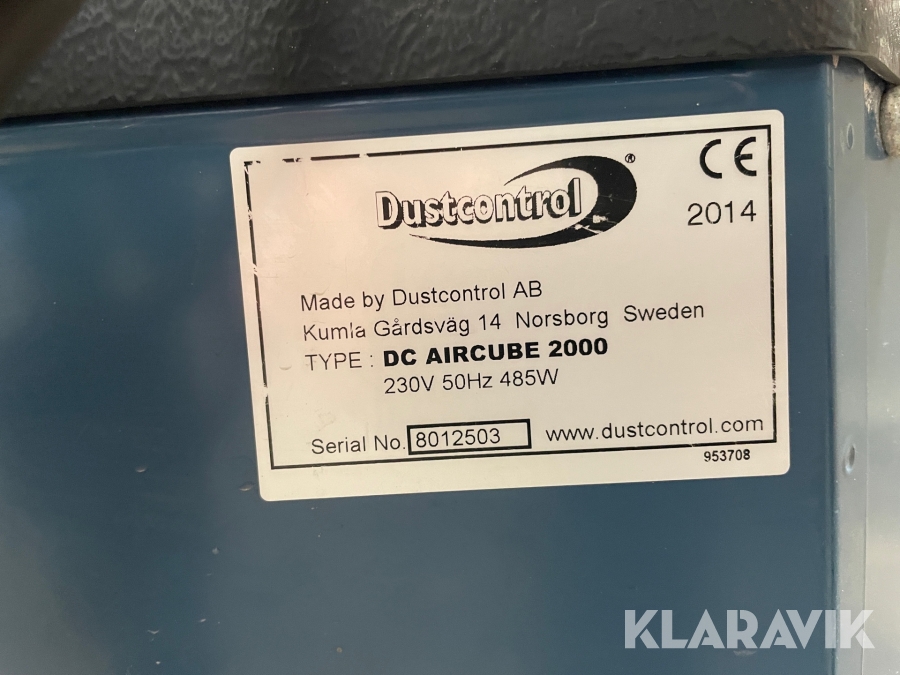 Dustcontrol®
CE
2014
Made by Dustcontrol AB
Kumla Gårdsväg 14 Norsborg Sweden
TYPE : DC AIRCUBE 2000
230V 50Hz 485W
Serial No. 8012503 www.dustcontrol.com
953708
KLARAVIK